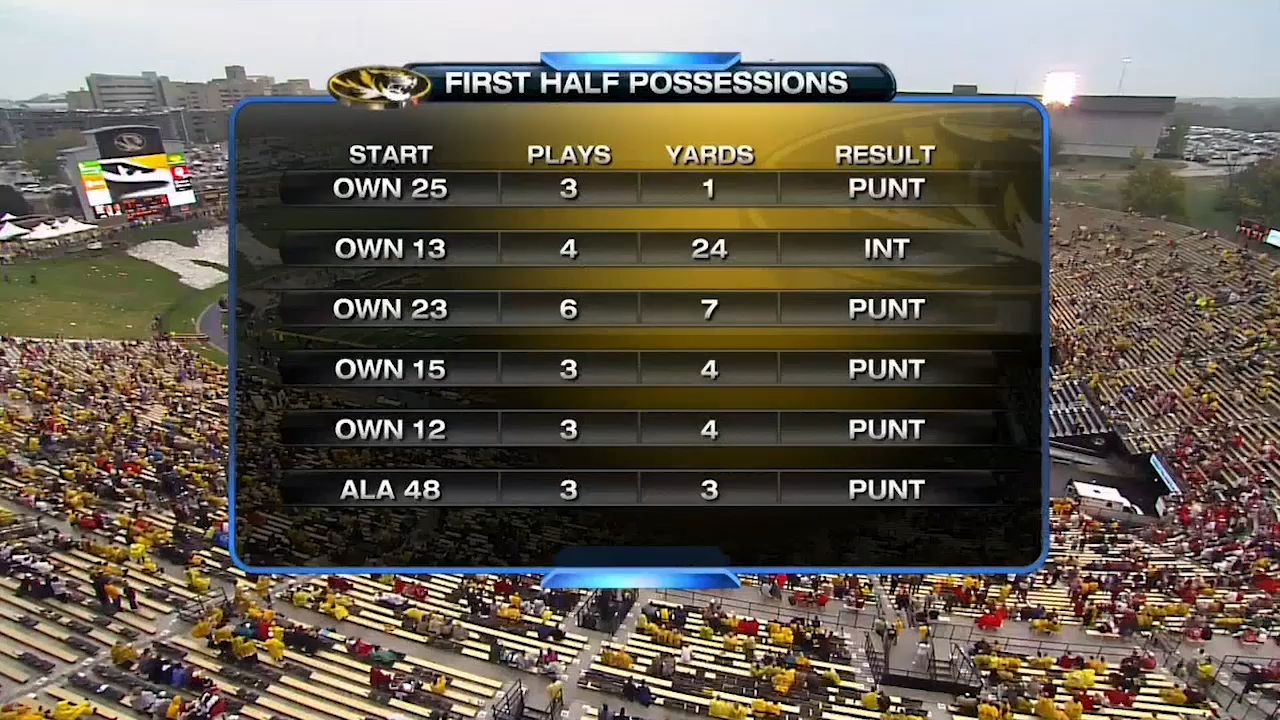 FIRST HALF POSSESSIONS
START PLAYS YARDS RESULT
OWN 25 3 1 PUNT
OWN 13 4 24 INT
OWN 23 6 7 PUNT
OWN 15 3 4 PUNT
OWN 12 3 4 PUNT
ALA 48 3 3 PUNT